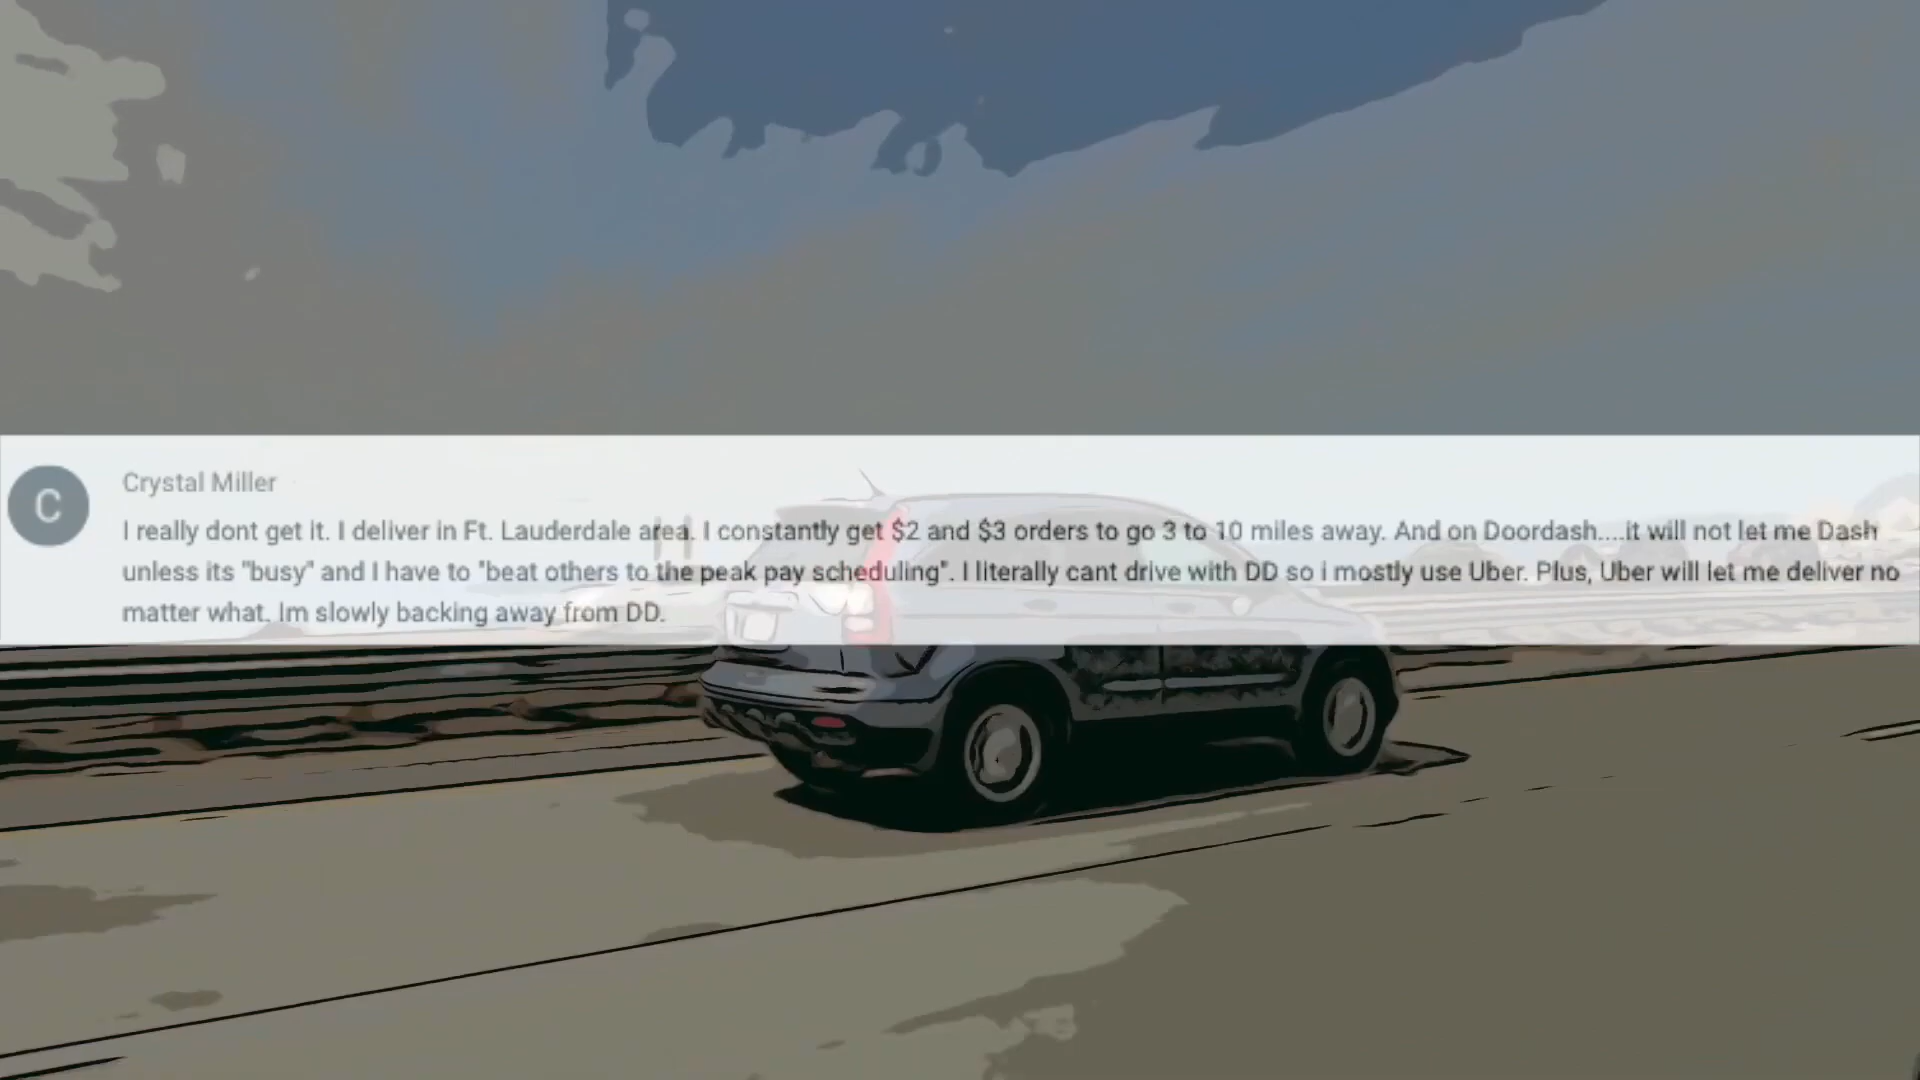 C
Crystal Miller
I really dont get it. I deliver in Ft. Lauderdale area. I constantly get $2 and $3 orders to go 3 to 10 miles away. And on Doordash....it will not let me Dash
unless its "busy" and I have to "beat others to the peak pay scheduling". I literally cant drive with DD so i mostly use Uber. Plus, Uber will let me deliver no
matter what. Im slowly backing away from DD.